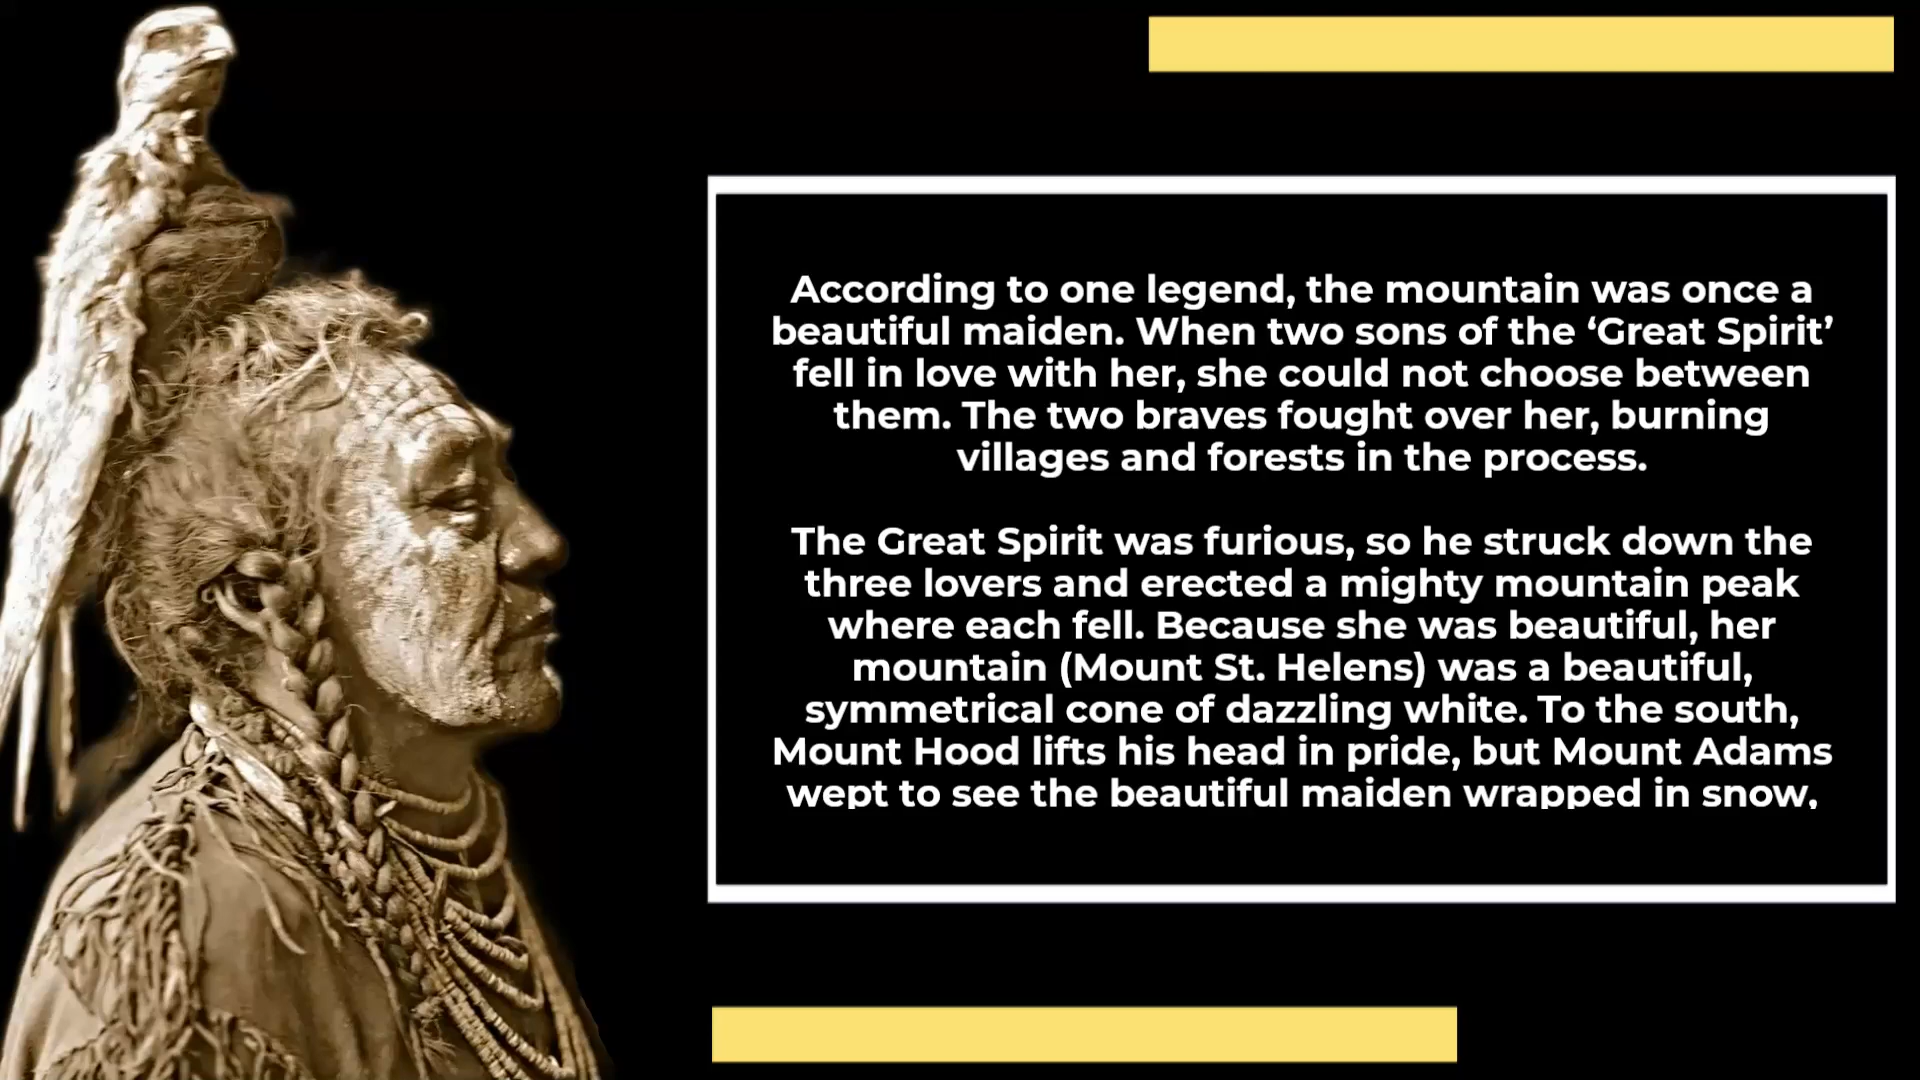 According to one legend, the mountain was once a
beautiful maiden. When two sons of the ‘Great Spirit’
fell in love with her, she could not choose between
them. The two braves fought over her, burning
villages and forests in the process.
The Great Spirit was furious, so he struck down the
three lovers and erected a mighty mountain peak
where each fell. Because she was beautiful, her
mountain (Mount St. Helens) was a beautiful,
symmetrical cone of dazzling white. To the south,
Mount Hood lifts his head in pride, but Mount Adams
wept to see the beautiful maiden wrapped in snow,